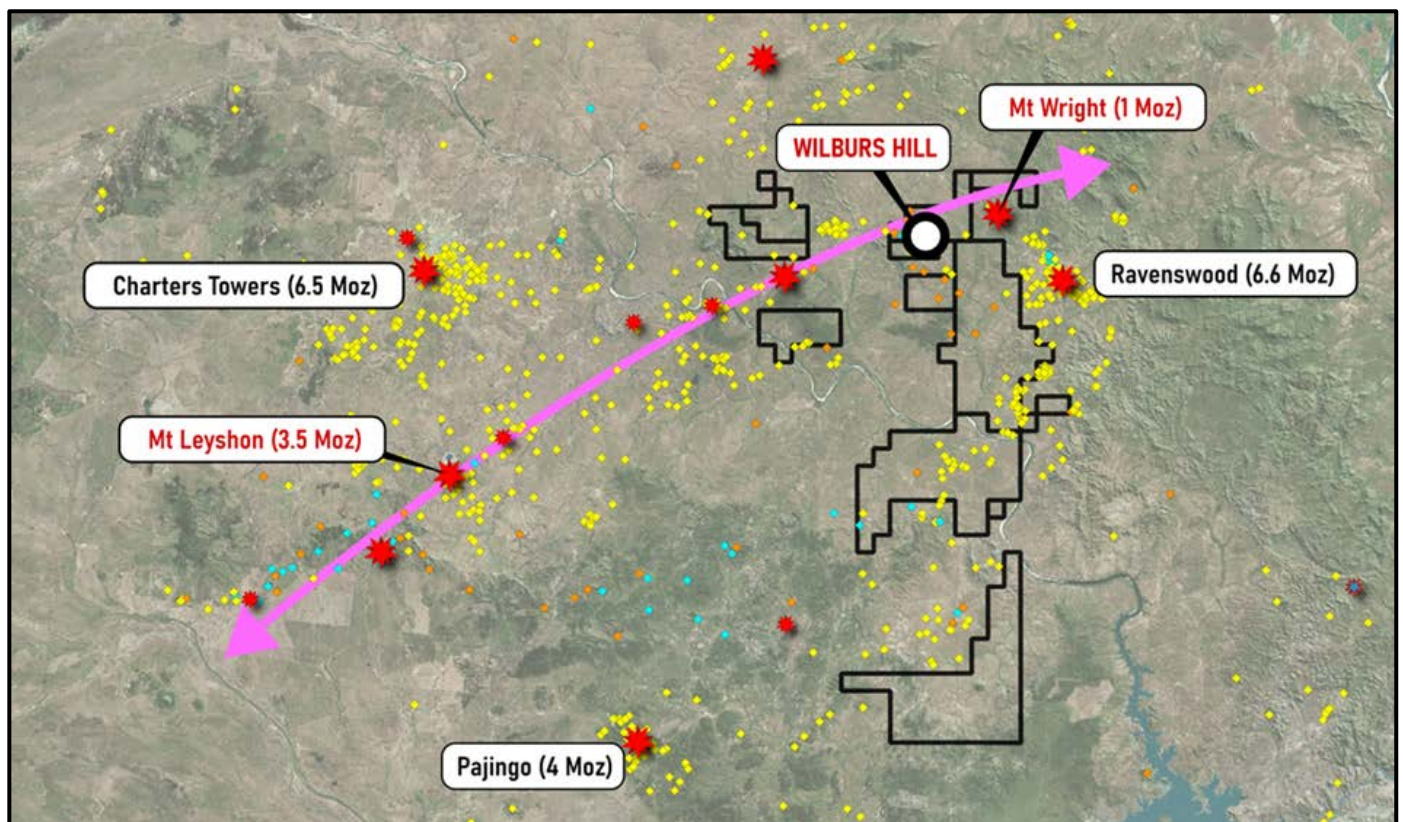 Mt Wright (1 Moz)
WILBURS HILL
Charters Towers (6.5 Moz)
Ravenswood (6.6 Moz)
Mt Leyshon (3.5 Moz)
Pajingo (4 Moz)